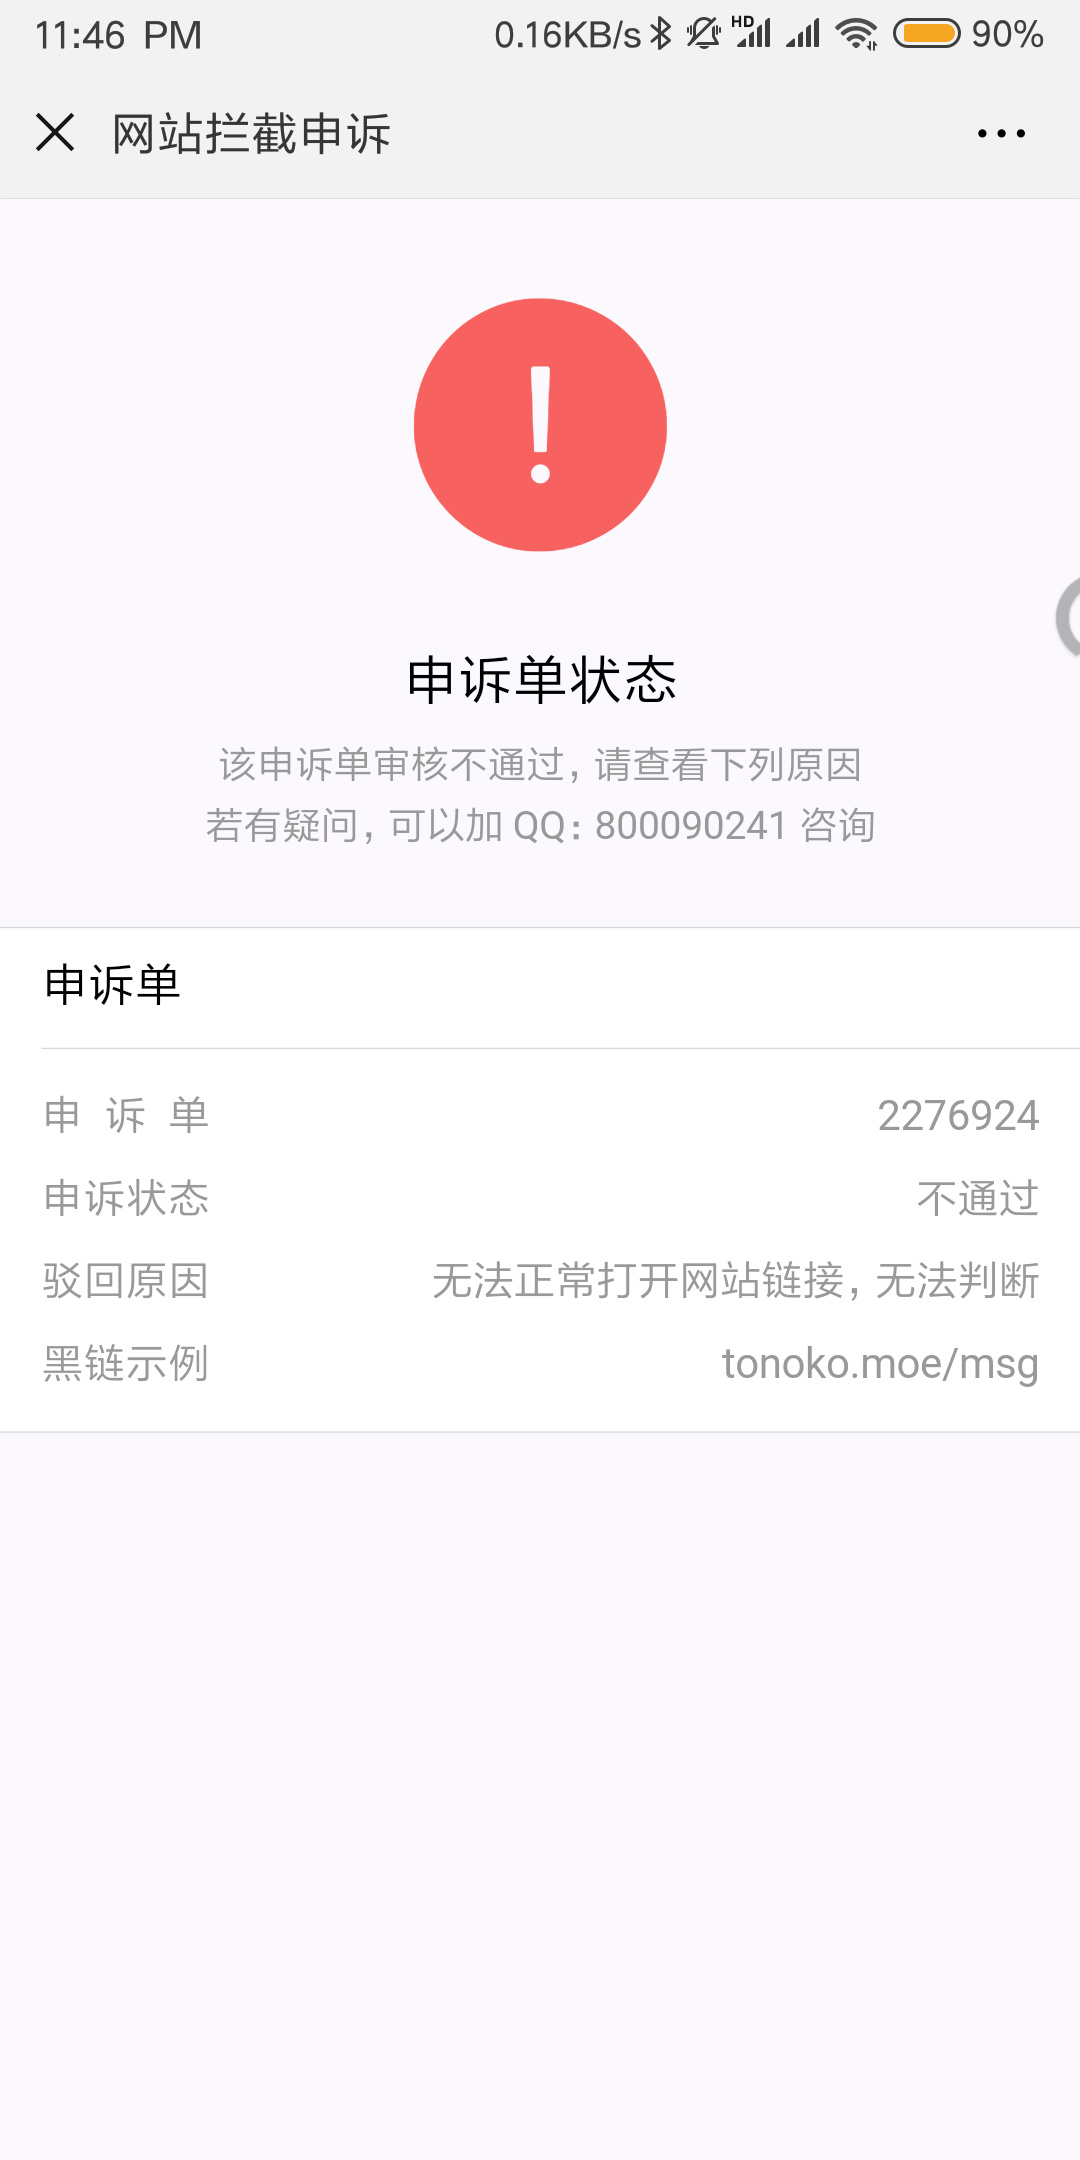 11:46 PM 0.16KB/s HD 90%
网站拦截申诉
申诉单状态
该申诉单审核不通过，请查看下列原因
若有疑问，可以加 QQ：800090241 咨询
申诉单
申 诉 单 2276924
申诉状态 不通过
驳回原因 无法正常打开网站链接，无法判断
黑链示例 tonoko.moe/msg